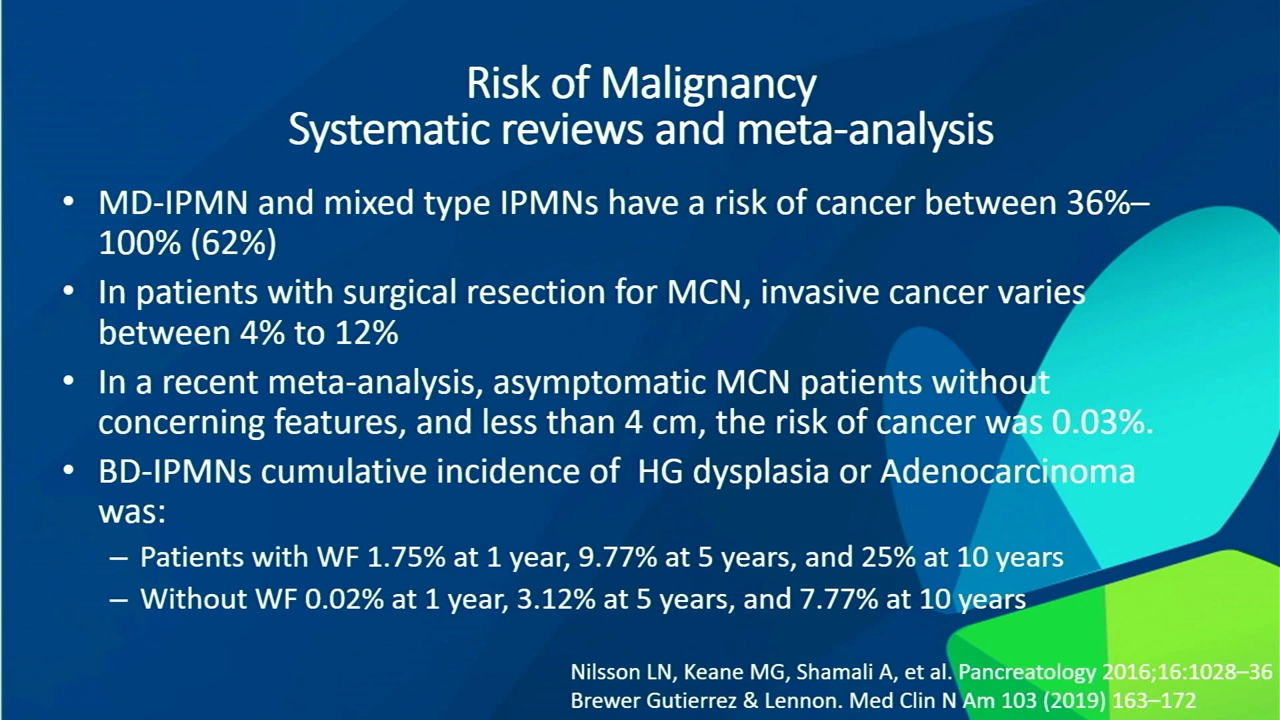 Risk of Malignancy
Systematic reviews and meta-analysis
• MD-IPMN and mixed type IPMNs have a risk of cancer between 36%–
100% (62%)
• In patients with surgical resection for MCN, invasive cancer varies
between 4% to 12%
• In a recent meta-analysis, asymptomatic MCN patients without
concerning features, and less than 4 cm, the risk of cancer was 0.03%.
• BD-IPMNs cumulative incidence of  HG dysplasia or Adenocarcinoma
was:
– Patients with WF 1.75% at 1 year, 9.77% at 5 years, and 25% at 10 years
– Without WF 0.02% at 1 year, 3.12% at 5 years, and 7.77% at 10 years
Nilsson LN, Keane MG, Shamali A, et al. Pancreatology 2016;16:1028–36
Brewer Gutierrez & Lennon. Med Clin N Am 103 (2019) 163–172